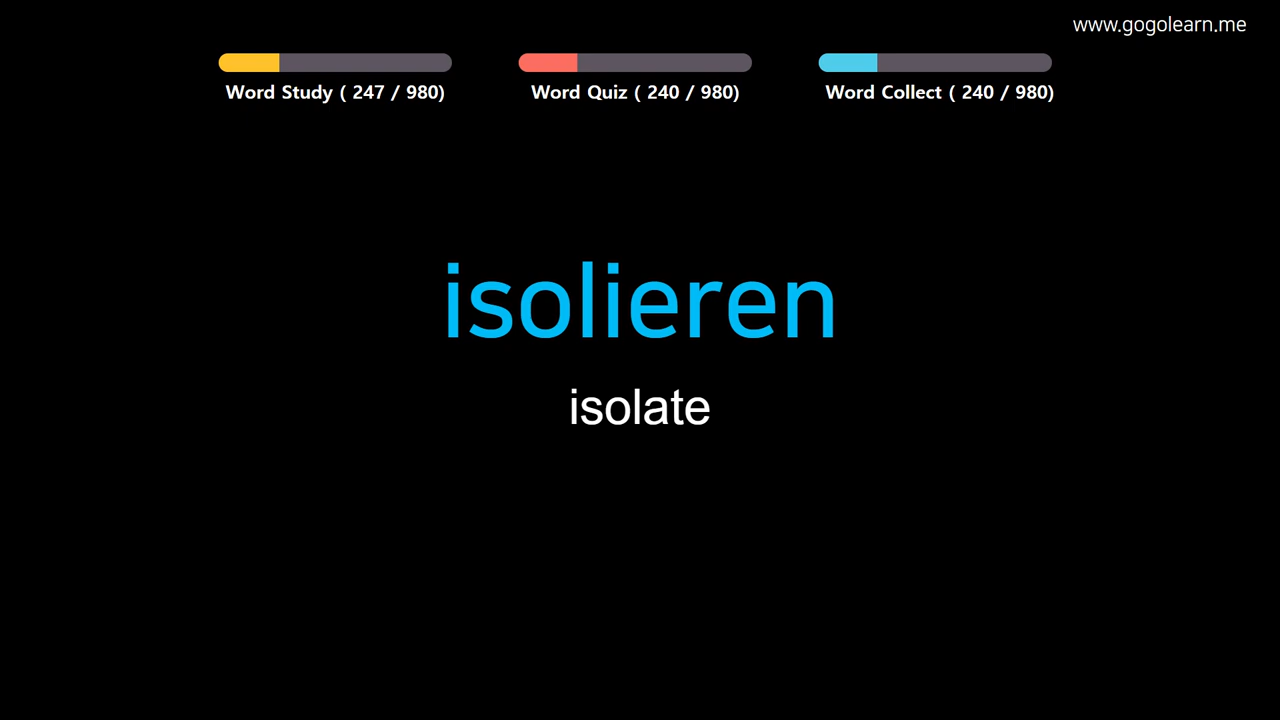 www.gogolearn.me
Word Study ( 247 / 980)
Word Quiz ( 240 / 980)
Word Collect ( 240 / 980)
isolieren
isolate